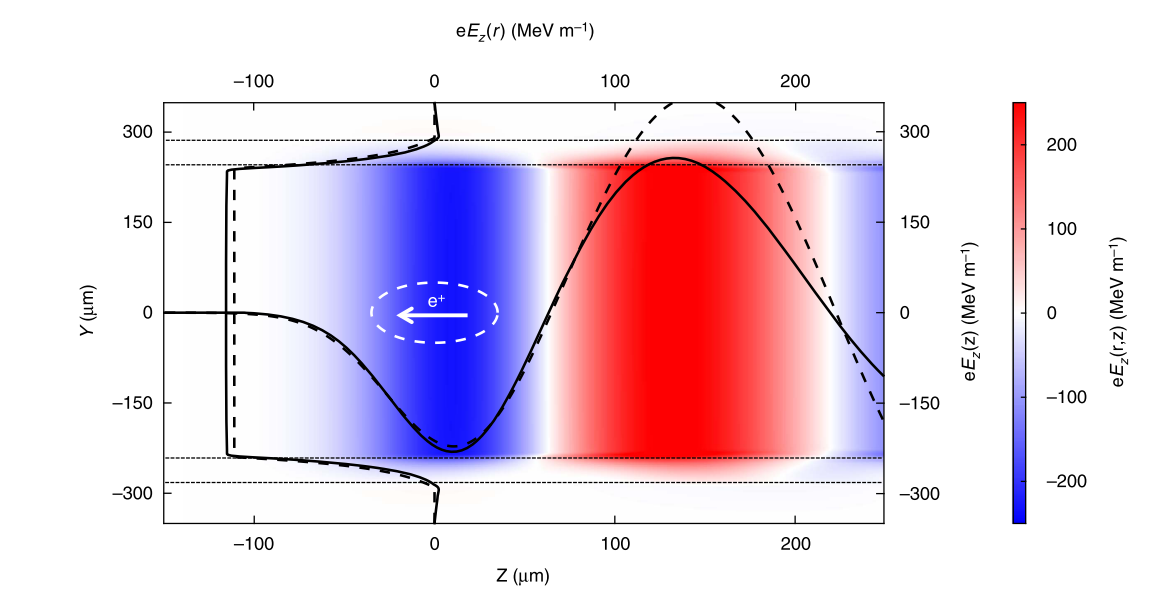 eE_z(r) (MeV m⁻¹)
−100 0 100 200
300 300 200
150 150 100
0 0 0
−150 −150 −100
−300 −300 −200
e⁺
Y (μm)
eE_z(z) (MeV m⁻¹)
eE_z(r,z) (MeV m⁻¹)
−100 0 100 200
Z (μm)